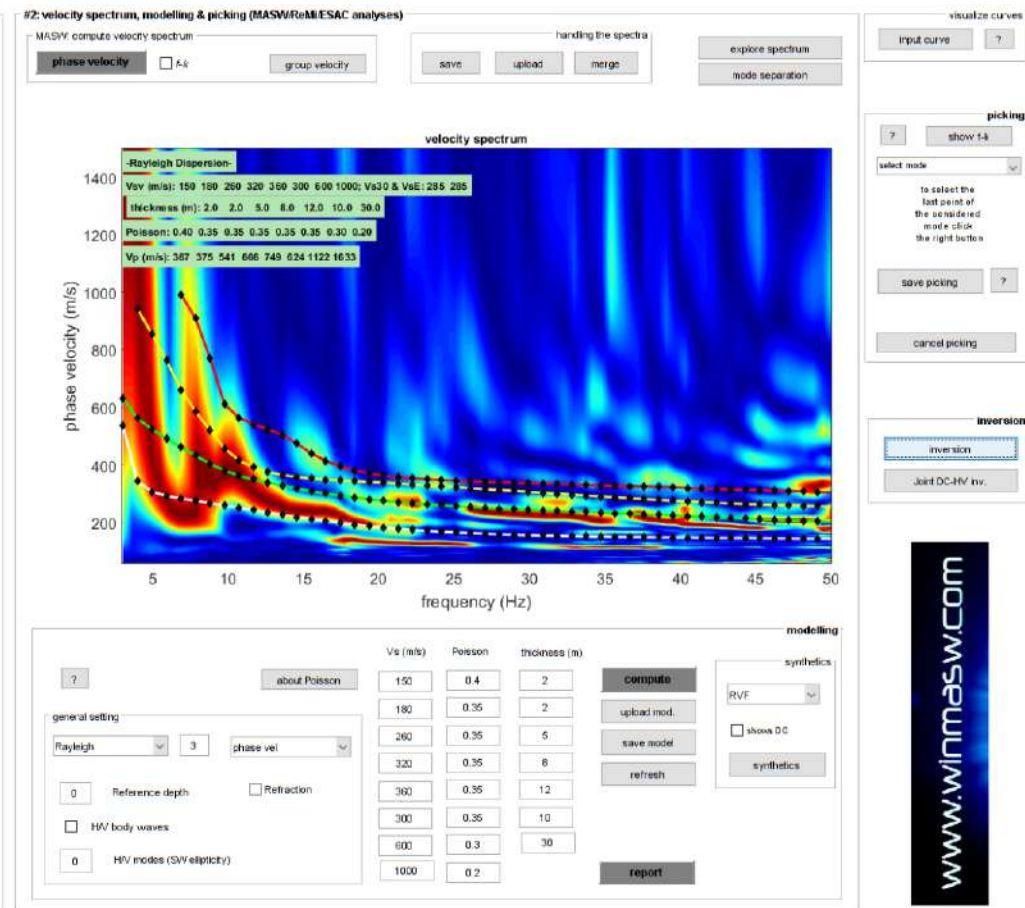 #2: velocity spectrum, modelling & picking (MASW/ReMi/ESAC analyses)
MASW: compute velocity spectrum
phase velocity
f-k
group velocity
handling the spectra
save
upload
merge
explore spectrum
mode separation
visualize curves
input curve
?
picking
?
show f-k
select mode
to select the
last point of
the considered
mode click
the right button
save picking
?
cancel picking
inversion
inversion
Joint DC-HV inv.
www.winmasw.com
velocity spectrum
-Rayleigh Dispersion-
Vsv (m/s): 150 180 260 320 360 300 600 1000; Vs30 & VsE: 285 285
thickness (m): 2.0 2.0 5.0 8.0 12.0 10.0 30.0
Poisson: 0.40 0.35 0.35 0.35 0.35 0.35 0.30 0.20
Vp (m/s): 367 375 541 666 749 624 1122 1633
phase velocity (m/s)
1400
1200
1000
800
600
400
200
5 10 15 20 25 30 35 40 45 50
frequency (Hz)
modelling
?
about Poisson
general setting
Rayleigh
3
phase vel
0
Reference depth
Refraction
H/V body waves
0
H/V modes (SW ellipticity)
Vs (m/s) Poisson thickness (m)
150 0.4 2
180 0.35 2
260 0.35 5
320 0.35 8
360 0.35 12
300 0.35 10
600 0.3 30
1000 0.2
compute
upload mod.
save model
refresh
report
synthetics
RVF
shows DC
synthetics